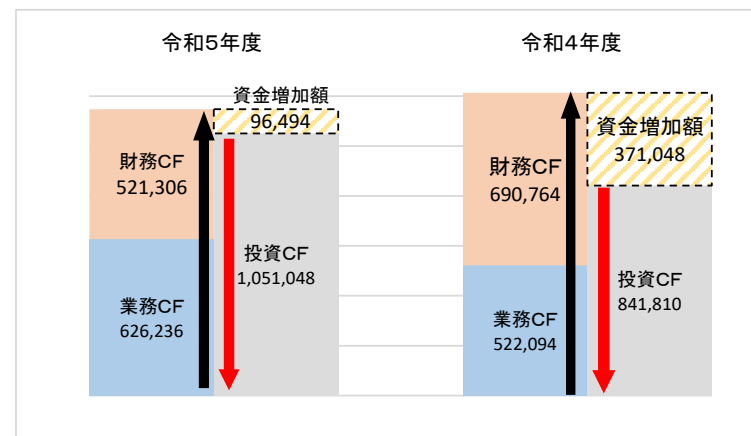 令和5年度
資金増加額
96,494
財務CF
521,306
投資CF
1,051,048
業務CF
626,236
令和4年度
資金増加額
371,048
財務CF
690,764
投資CF
841,810
業務CF
522,094